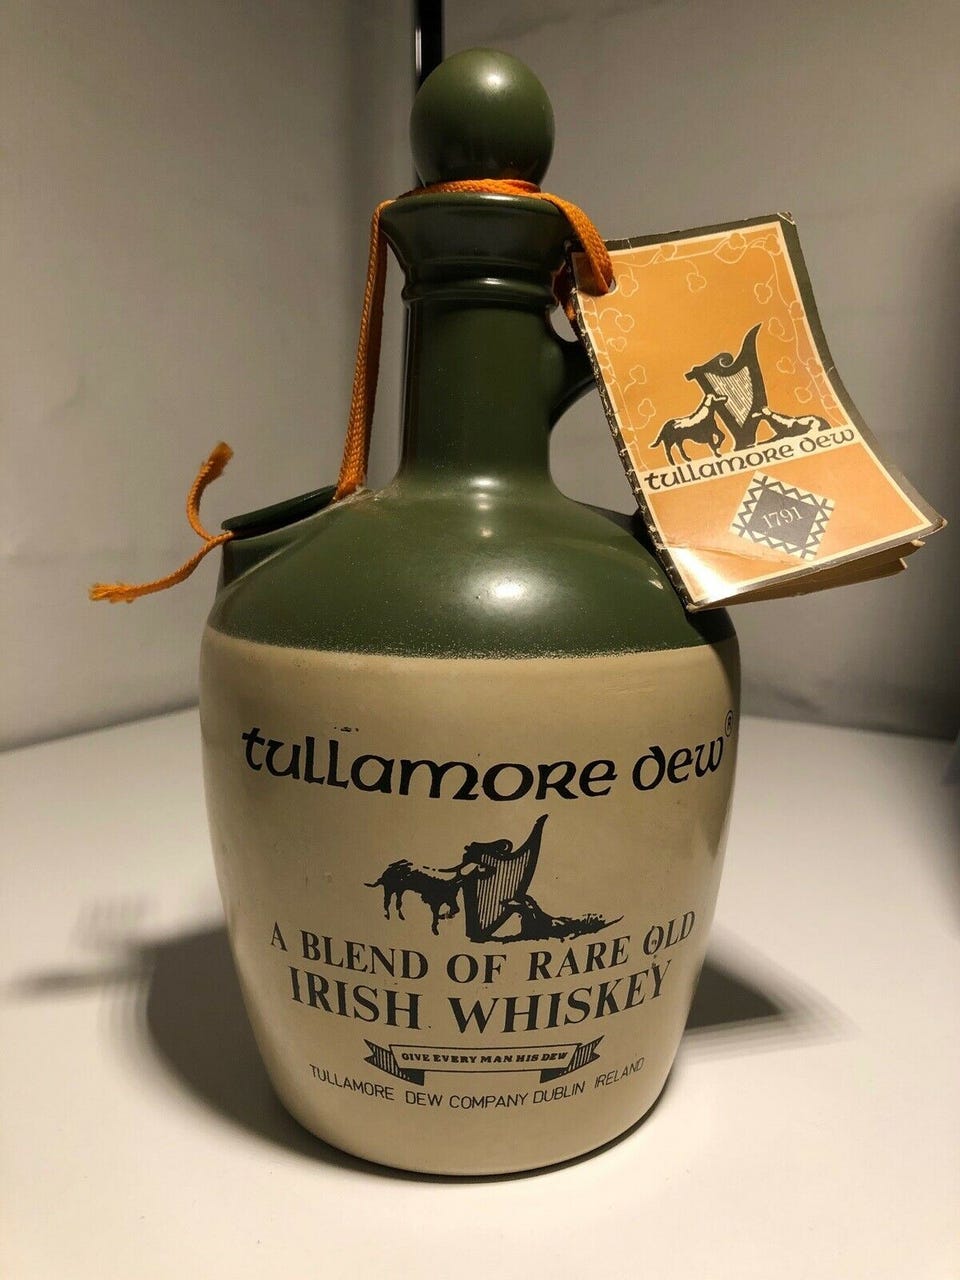 tullamore dew
1791
tullamore dew®
A BLEND OF RARE OLD
IRISH WHISKEY
GIVE EVERY MAN HIS DEW
TULLAMORE DEW COMPANY DUBLIN IRELAND